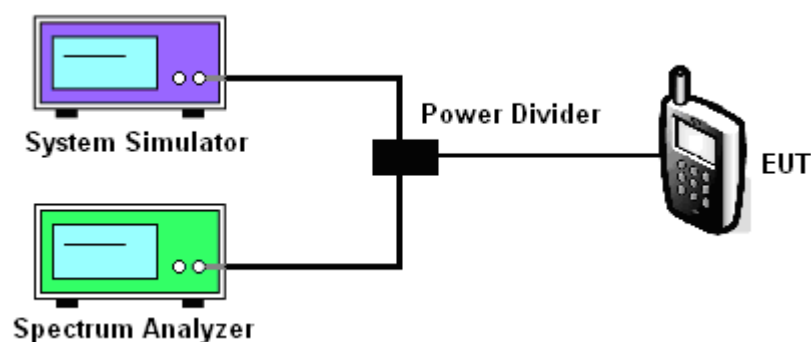 System Simulator
Power Divider
EUT
Spectrum Analyzer